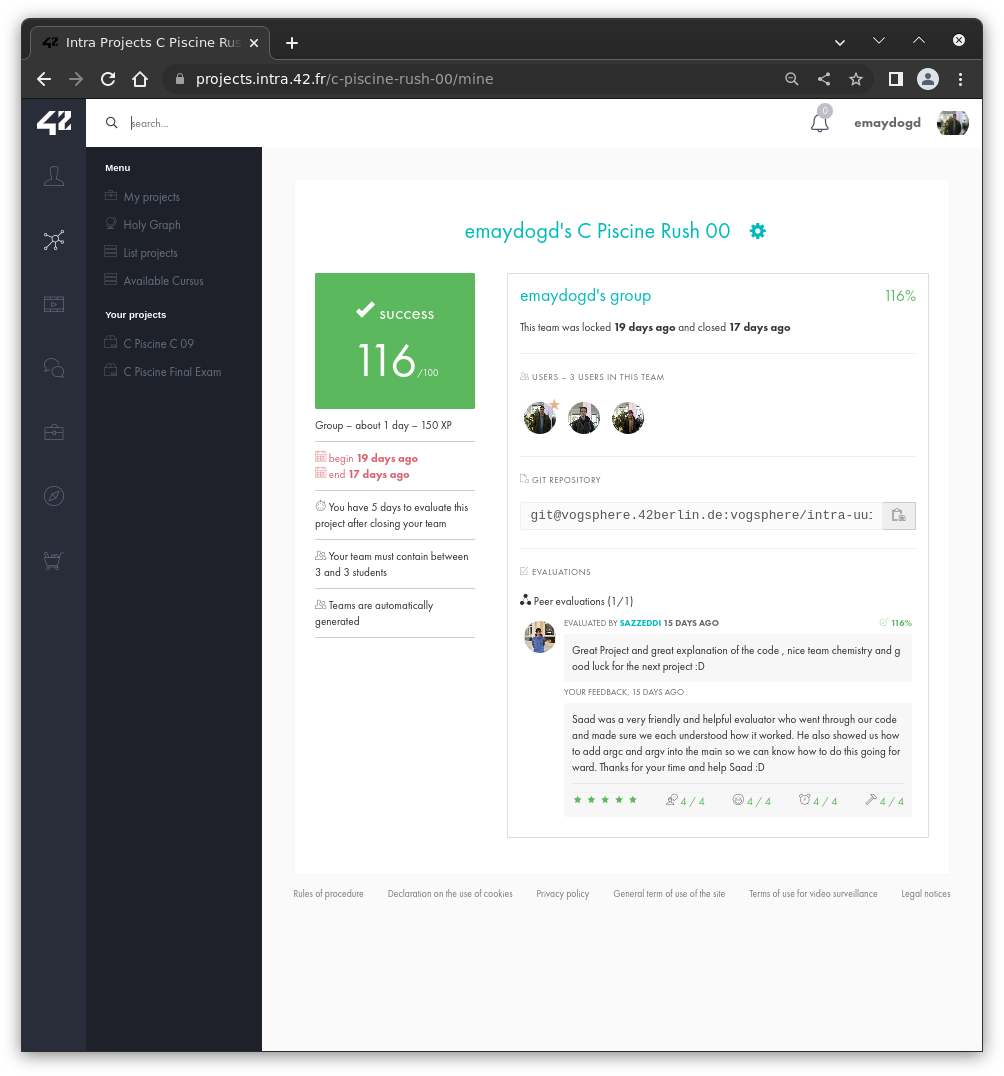 42 Intra Projects C Piscine Rus
projects.intra.42.fr/c-piscine-rush-00/mine
42
search...
0
emaydogd
Menu
My projects
Holy Graph
List projects
Available Cursus
Your projects
C Piscine C 09
C Piscine Final Exam
emaydogd's C Piscine Rush 00
success
116/100
Group – about 1 day – 150 XP
begin 19 days ago
end 17 days ago
You have 5 days to evaluate this
project after closing your team
Your team must contain between
3 and 3 students
Teams are automatically
generated
emaydogd's group 116%
This team was locked 19 days ago and closed 17 days ago
USERS – 3 USERS IN THIS TEAM
GIT REPOSITORY
git@vogsphere.42berlin.de:vogsphere/intra-uu
EVALUATIONS
Peer evaluations (1/1)
EVALUATED BY SAZZEDDI 15 DAYS AGO 116%
Great Project and great explanation of the code , nice team chemistry and g
ood luck for the next project :D
YOUR FEEDBACK, 15 DAYS AGO :
Saad was a very friendly and helpful evaluator who went through our code
and made sure we each understood how it worked. He also showed us how
to add argc and argv into the main so we can know how to do this going for
ward. Thanks for your time and help Saad :D
4 / 4 4 / 4 4 / 4 4 / 4
Rules of procedure Declaration on the use of cookies Privacy policy General term of use of the site Terms of use for video surveillance Legal notices